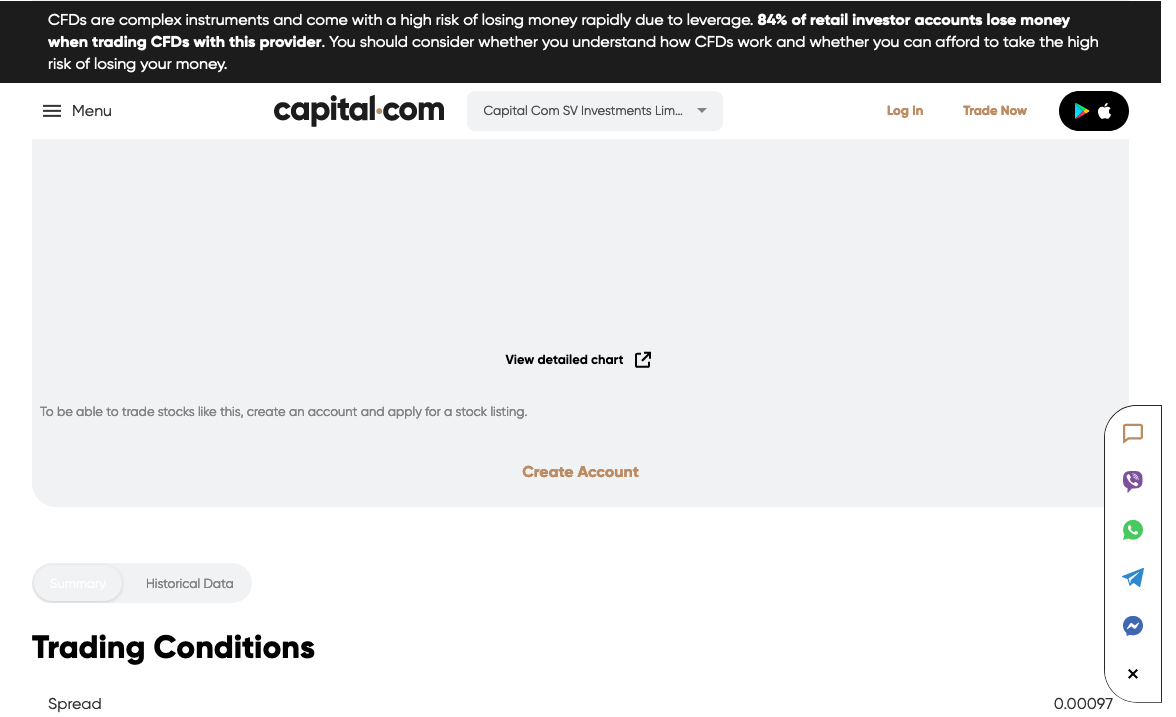 CFDs are complex instruments and come with a high risk of losing money rapidly due to leverage. 84% of retail investor accounts lose money
when trading CFDs with this provider. You should consider whether you understand how CFDs work and whether you can afford to take the high
risk of losing your money.
Menu
capital.com
Capital Com SV Investments Lim...
Log In
Trade Now
View detailed chart
To be able to trade stocks like this, create an account and apply for a stock listing.
Create Account
Summary
Historical Data
Trading Conditions
Spread
0.00097